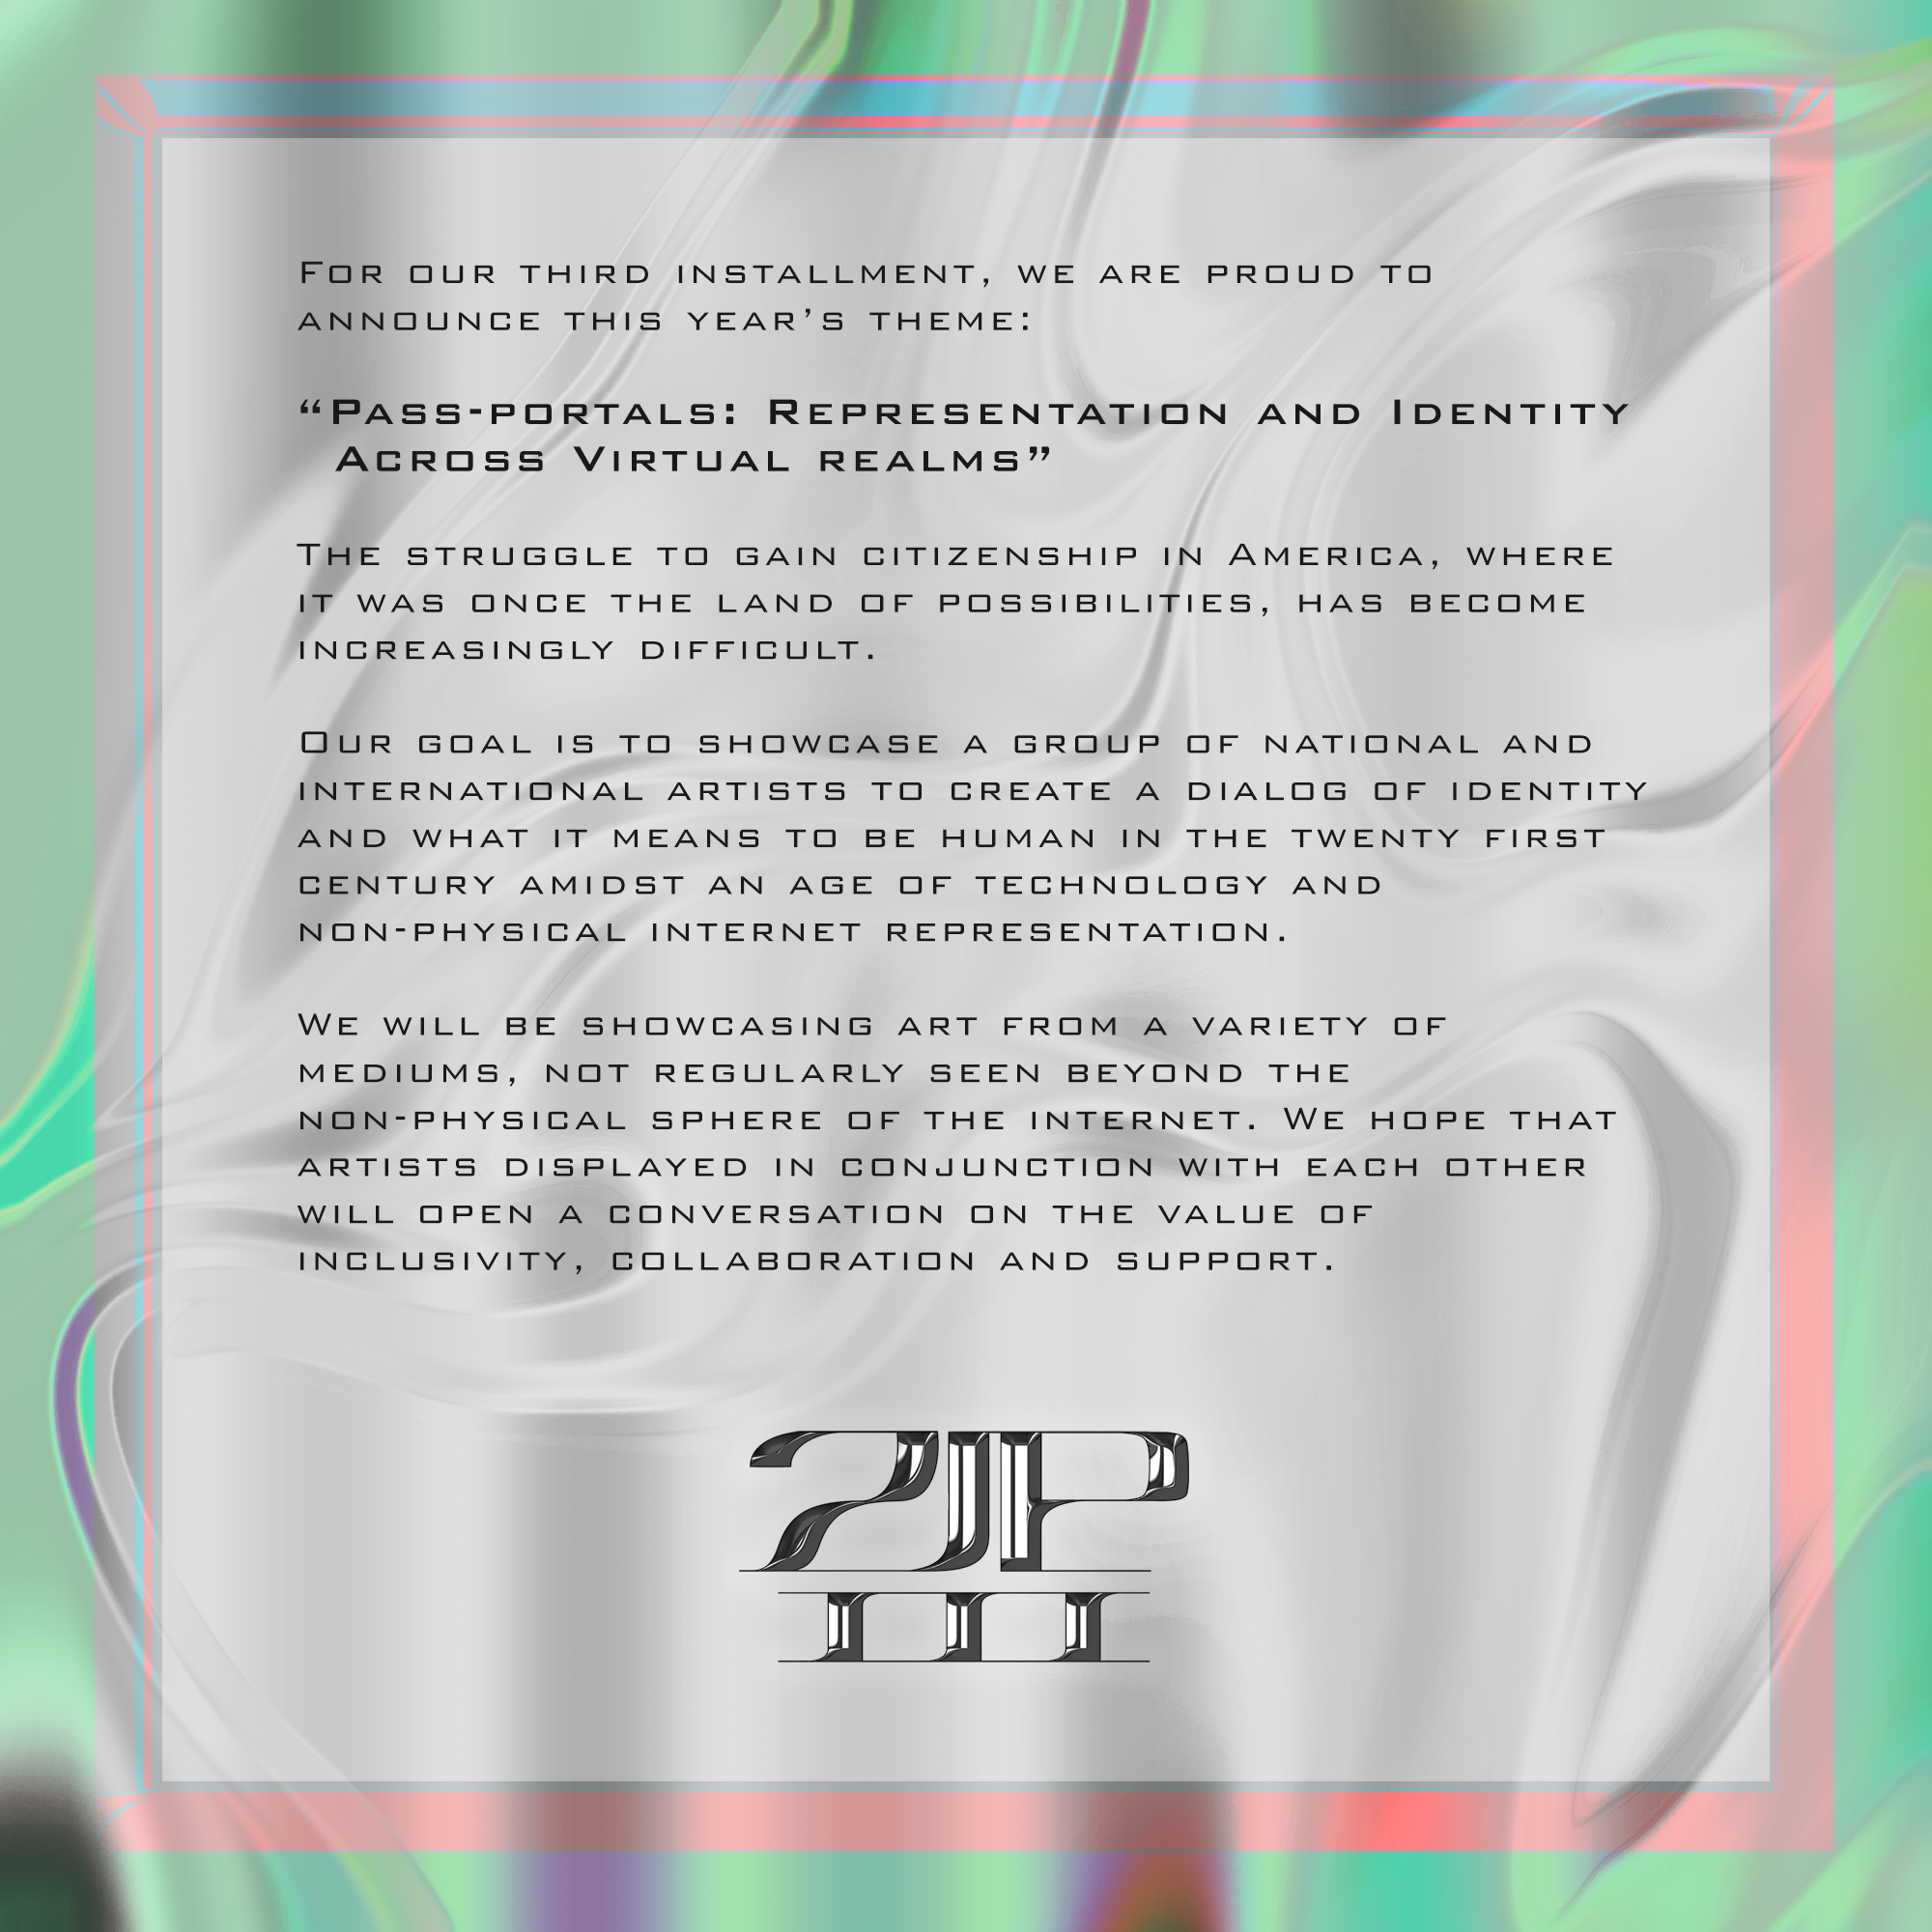 For our third installment, we are proud to
announce this year's theme:
“Pass-portals: Representation and Identity
Across Virtual realms”
The struggle to gain citizenship in America, where
it was once the land of possibilities, has become
increasingly difficult.
Our goal is to showcase a group of national and
international artists to create a dialog of identity
and what it means to be human in the twenty first
century amidst an age of technology and
non-physical internet representation.
We will be showcasing art from a variety of
mediums, not regularly seen beyond the
non-physical sphere of the internet. We hope that
artists displayed in conjunction with each other
will open a conversation on the value of
inclusivity, collaboration and support.
III